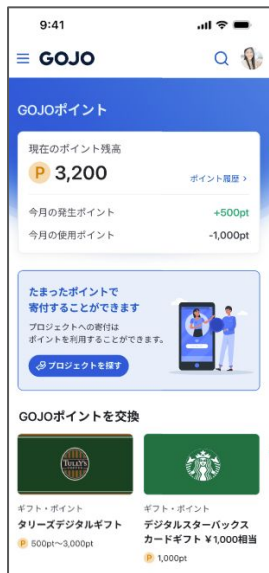 9:41
GOJO
GOJOポイント
現在のポイント残高
P 3,200
ポイント履歴 >
今月の発生ポイント +500pt
今月の使用ポイント -1,000pt
たまったポイントで
寄付することができます
プロジェクトへの寄付は
ポイントを利用することができます。
プロジェクトを探す
GOJOポイントを交換
TULLY'S
COFFEE
ギフト・ポイント
タリーズデジタルギフト
P 500pt〜3,000pt
ギフト・ポイント
デジタルスターバックス
カードギフト ¥1,000相当
P 1,000pt